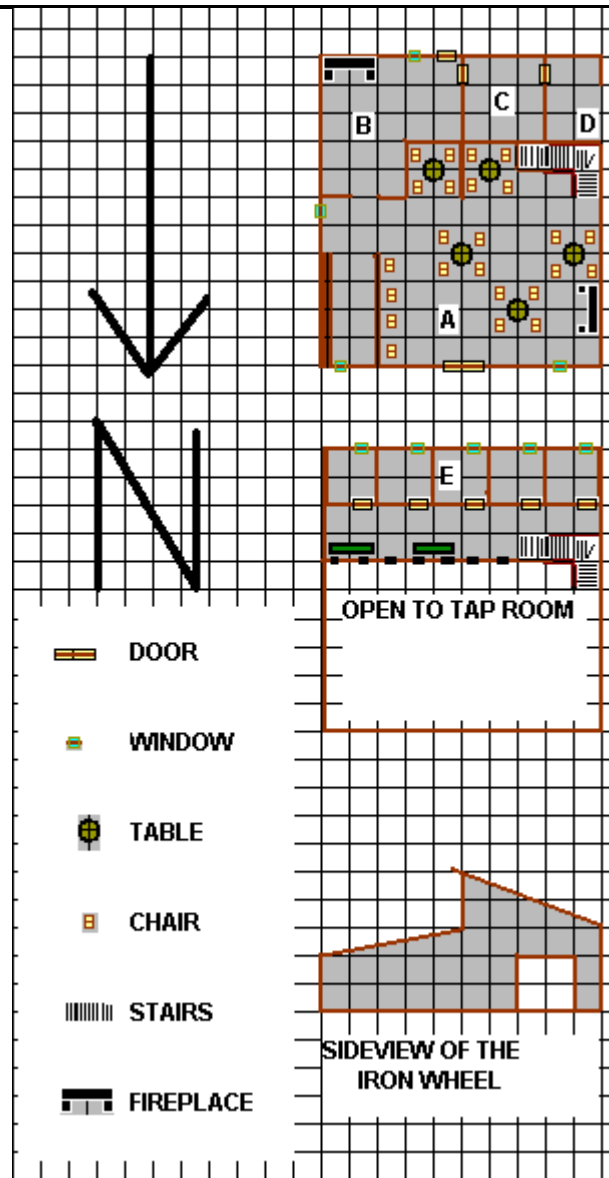 B
C
D
A
N
E
OPEN TO TAP ROOM
DOOR
WINDOW
TABLE
CHAIR
STAIRS
FIREPLACE
SIDEVIEW OF THE
IRON WHEEL